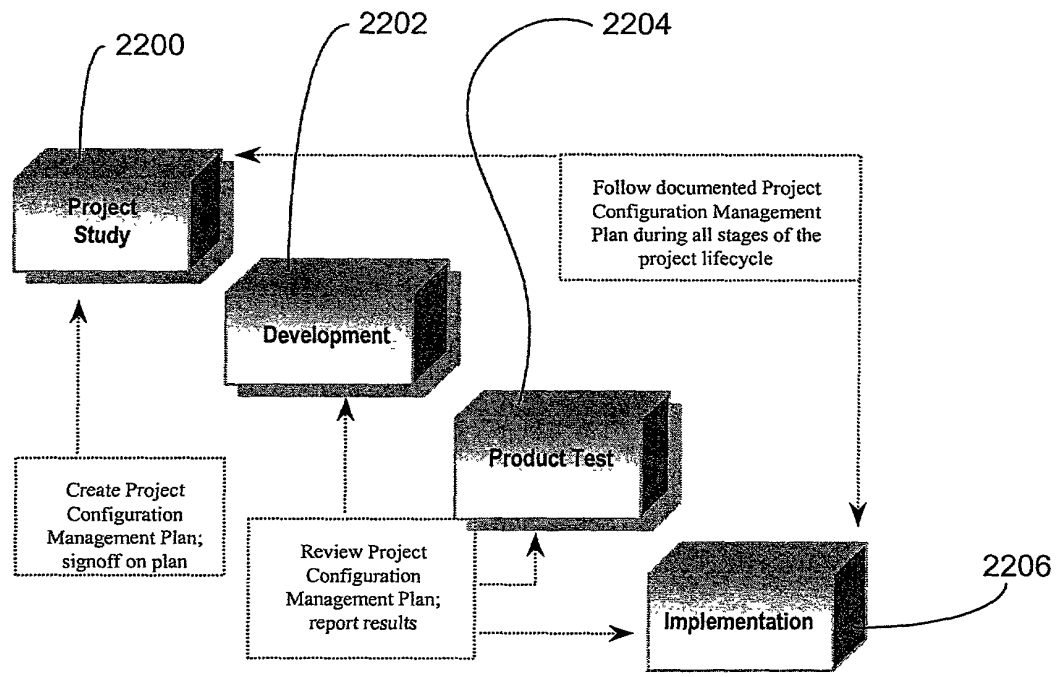 2200
2202
2204
Project
Study
Follow documented Project
Configuration Management
Plan during all stages of the
project lifecycle
Development
Product Test
Create Project
Configuration
Management Plan;
signoff on plan
Review Project
Configuration
Management Plan;
report results
Implementation
2206